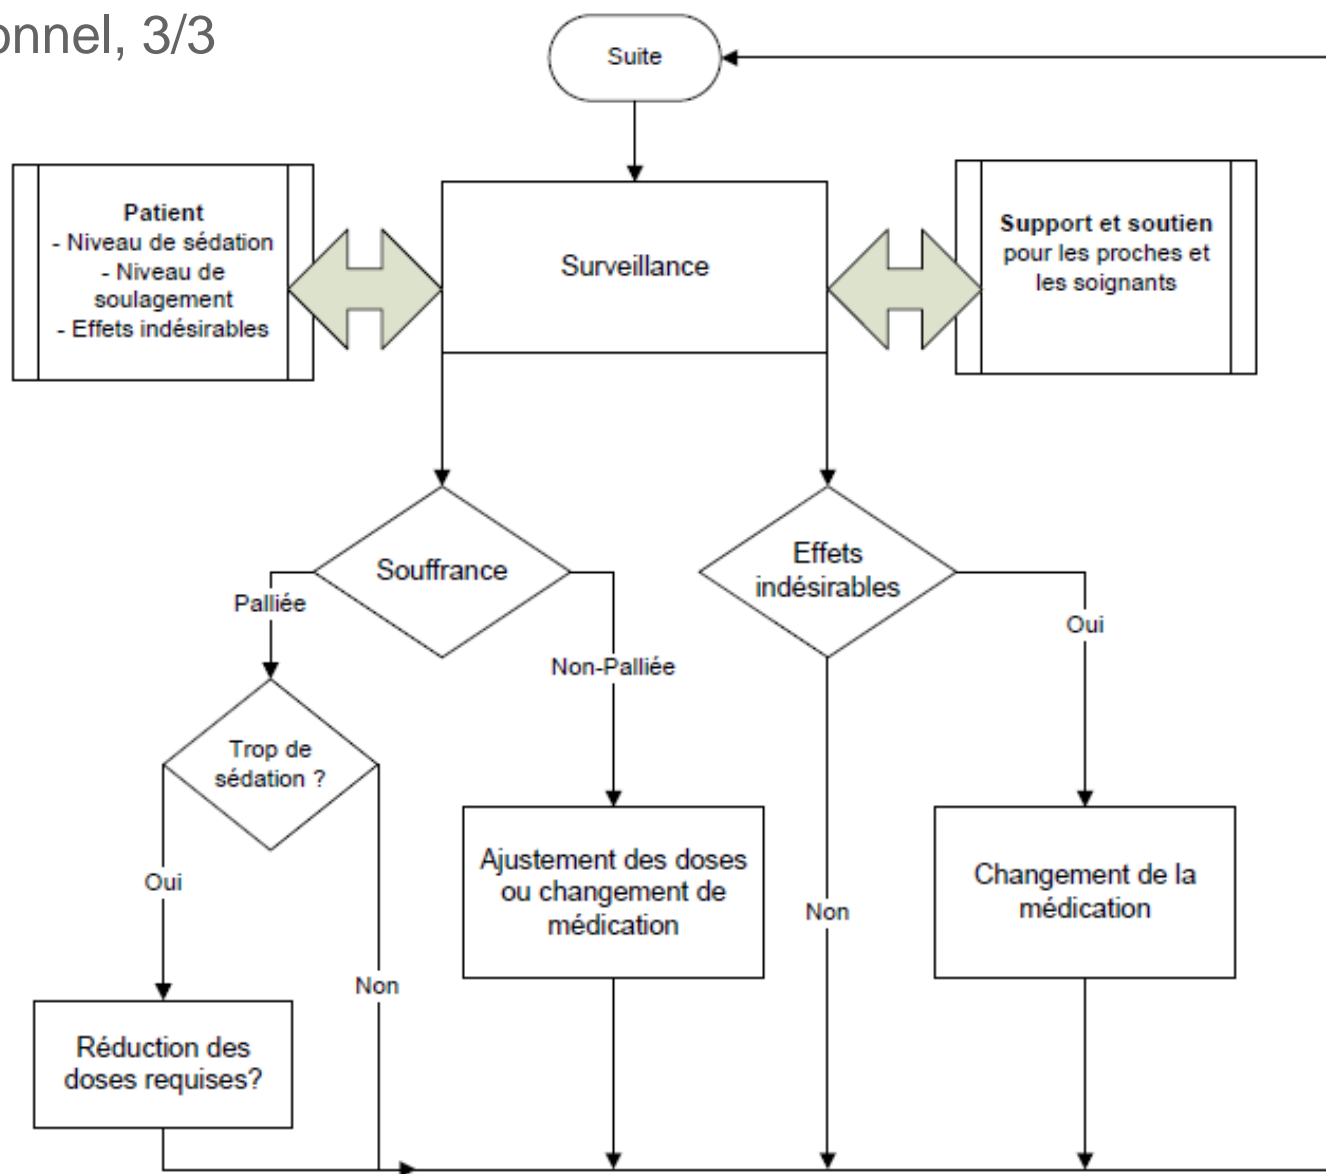 onnel, 3/3
Suite
Patient
- Niveau de sédation
- Niveau de
soulagement
- Effets indésirables
Surveillance
Support et soutien
pour les proches et
les soignants
Souffrance
Effets
indésirables
Palliée
Non-Palliée
Oui
Trop de
sédation ?
Oui
Non
Ajustement des doses
ou changement de
médication
Non
Changement de la
médication
Réduction des
doses requises?